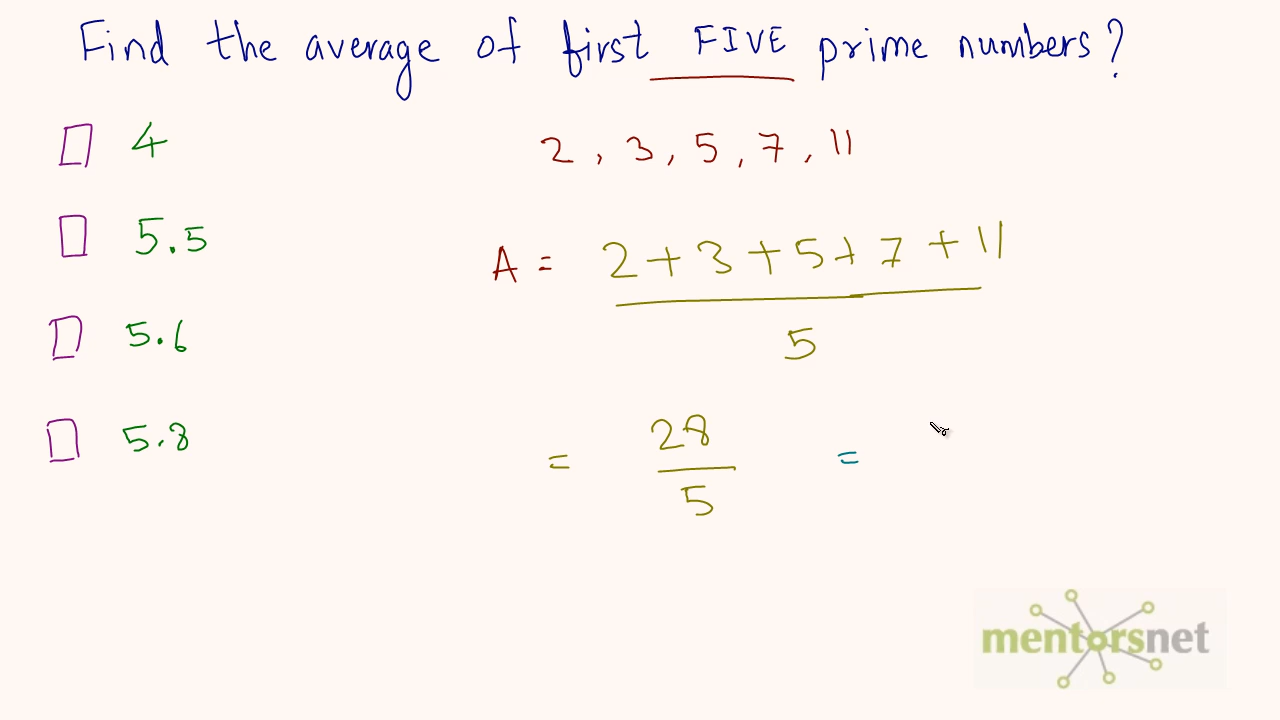 Find the average of first FIVE prime numbers?
4
5.5
5.6
5.8
2, 3, 5, 7, 11
A = 2+3+5+7+11
5
= 28 =
5
mentorsnet